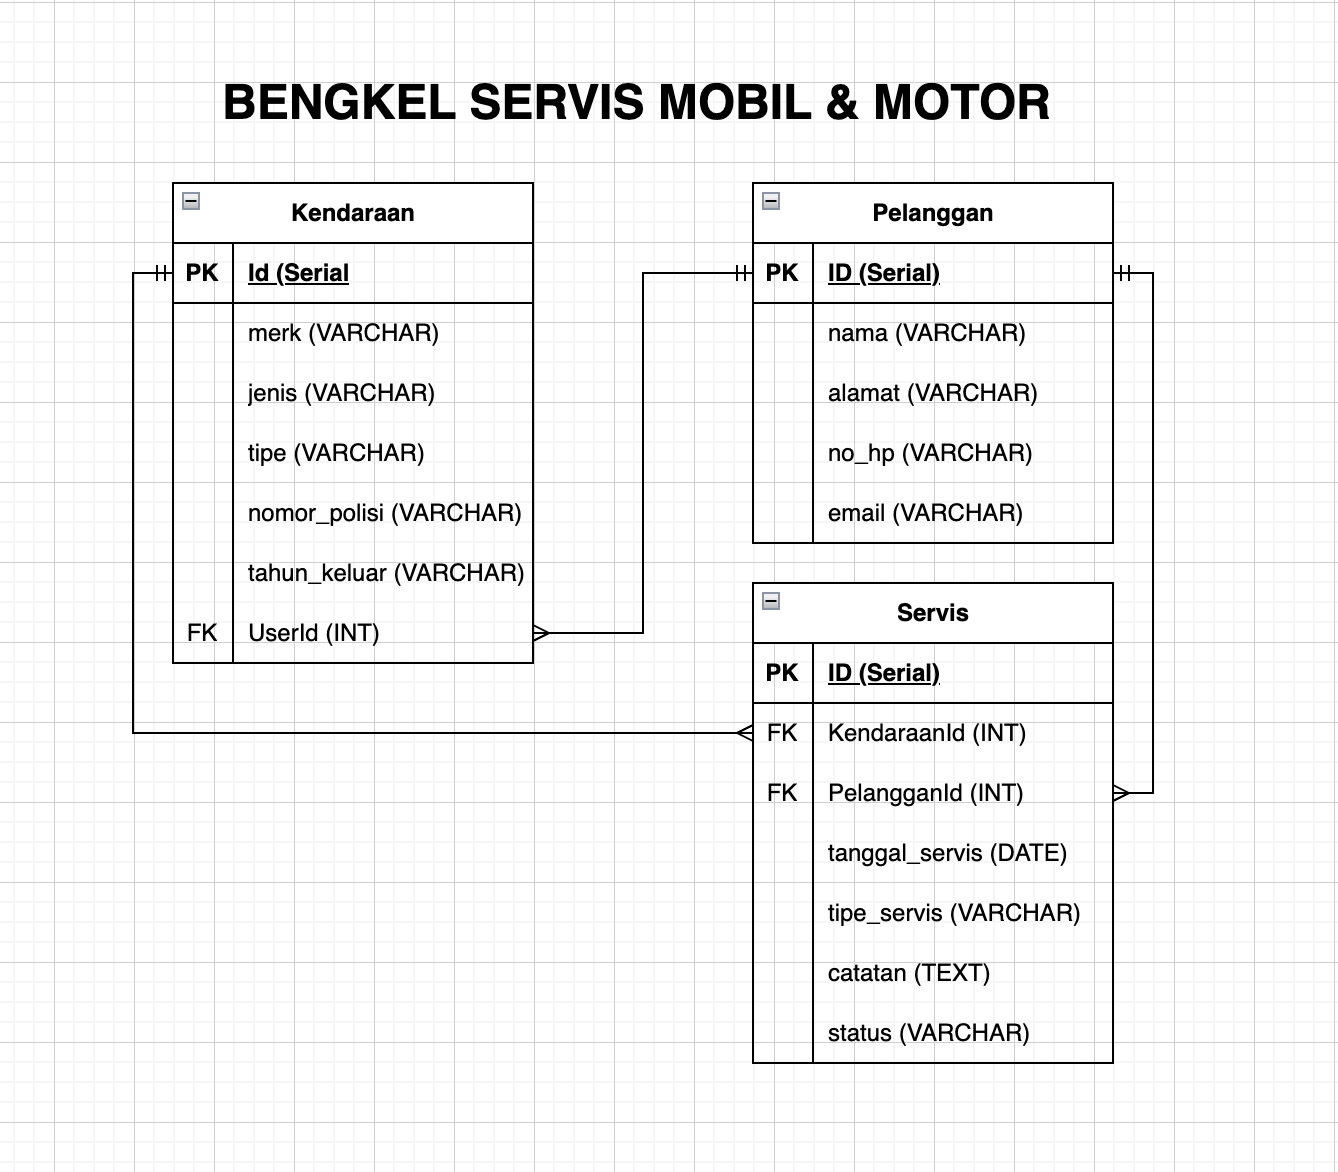 BENGKEL SERVIS MOBIL & MOTOR
Kendaraan
PK Id (Serial
merk (VARCHAR)
jenis (VARCHAR)
tipe (VARCHAR)
nomor_polisi (VARCHAR)
tahun_keluar (VARCHAR)
FK UserId (INT)
Pelanggan
PK ID (Serial)
nama (VARCHAR)
alamat (VARCHAR)
no_hp (VARCHAR)
email (VARCHAR)
Servis
PK ID (Serial)
FK KendaraanId (INT)
FK PelangganId (INT)
tanggal_servis (DATE)
tipe_servis (VARCHAR)
catatan (TEXT)
status (VARCHAR)